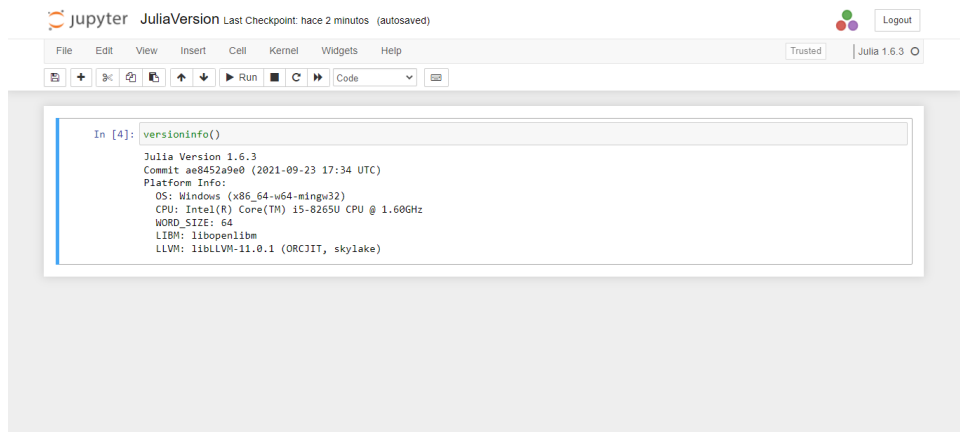 jupyter JuliaVersion Last Checkpoint: hace 2 minutos (autosaved) Logout
File Edit View Insert Cell Kernel Widgets Help Trusted Julia 1.6.3
Run Code
In [4]: versioninfo()
Julia Version 1.6.3
Commit ae8452a9e0 (2021-09-23 17:34 UTC)
Platform Info:
  OS: Windows (x86_64-w64-mingw32)
  CPU: Intel(R) Core(TM) i5-8265U CPU @ 1.60GHz
  WORD_SIZE: 64
  LIBM: libopenlibm
  LLVM: libLLVM-11.0.1 (ORCJIT, skylake)